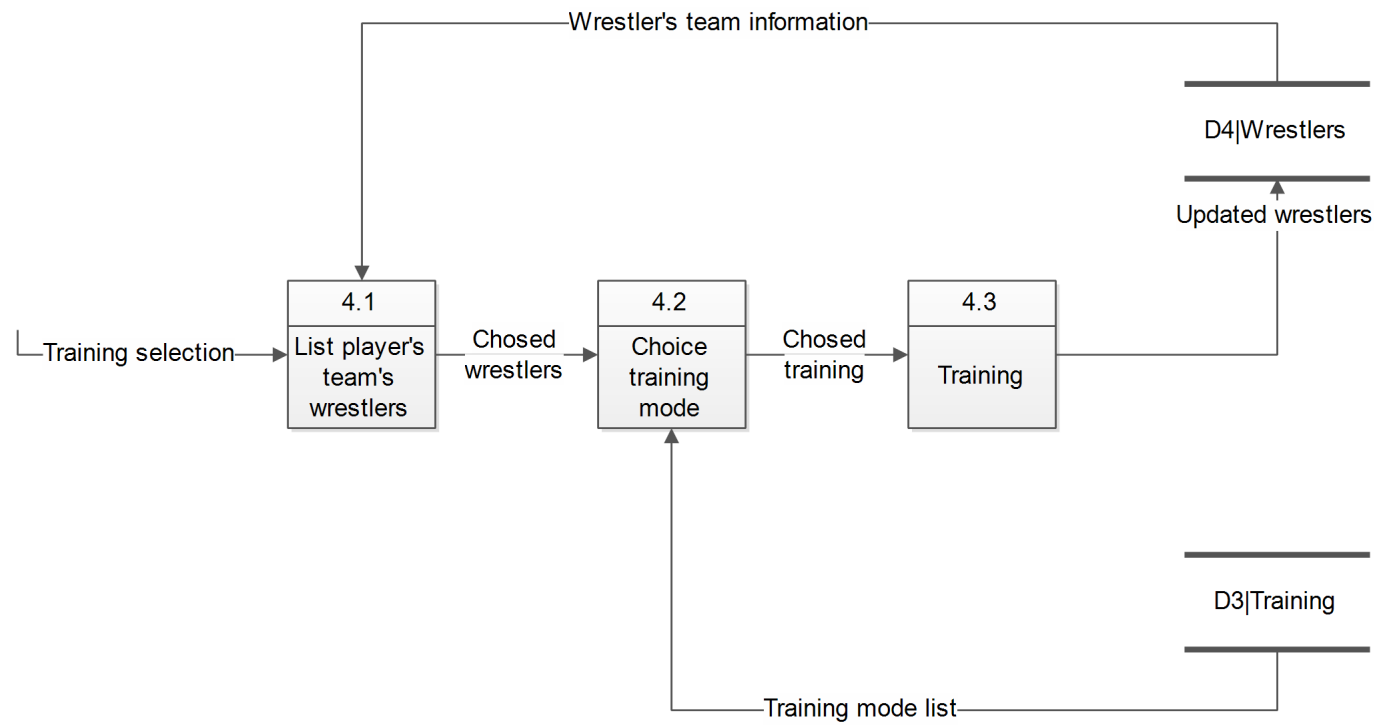 Wrestler's team information
D4|Wrestlers
Updated wrestlers
4.1
List player's
team's
wrestlers
4.2
Choice
training
mode
4.3
Training
Training selection
Chosed
wrestlers
Chosed
training
D3|Training
Training mode list